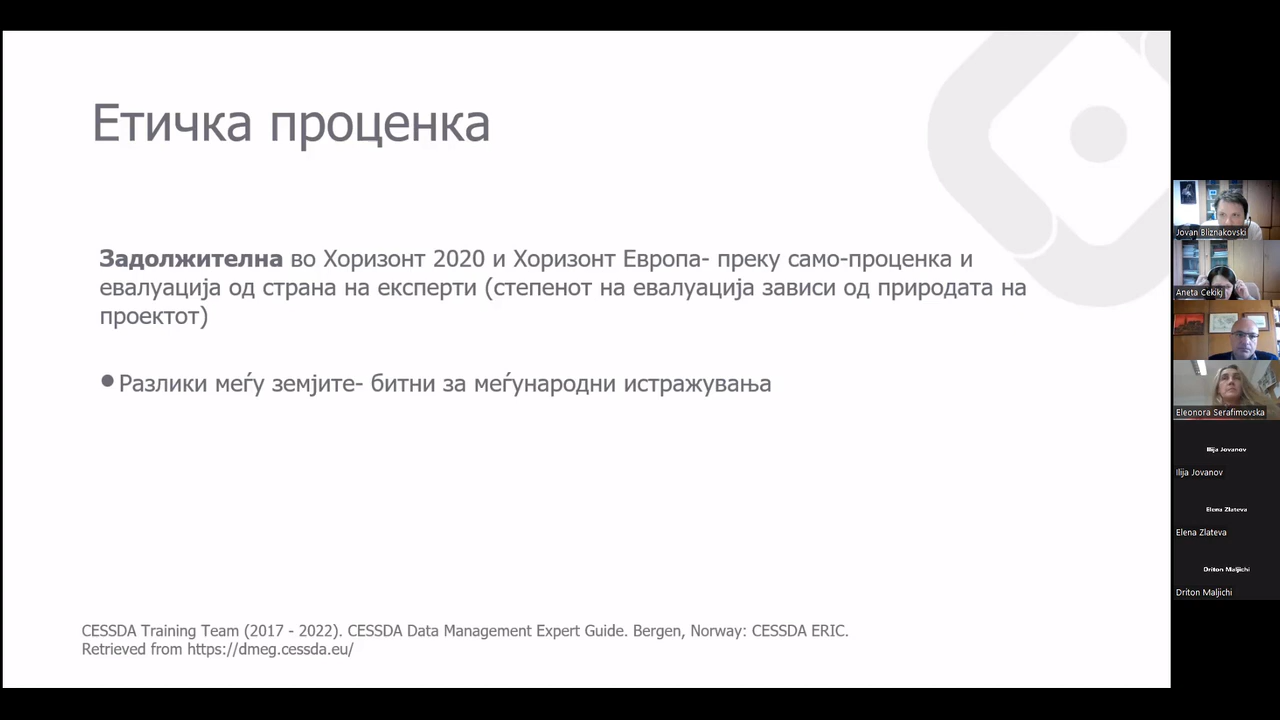 Етичка проценка
Задолжителна во Хоризонт 2020 и Хоризонт Европа- преку само-проценка и
евалуација од страна на експерти (степенот на евалуација зависи од природата на
проектот)
●Разлики меѓу земјите- битни за меѓународни истражувања
CESSDA Training Team (2017 - 2022). CESSDA Data Management Expert Guide. Bergen, Norway: CESSDA ERIC.
Retrieved from https://dmeg.cessda.eu/
Jovan Bliznakovski
Aneta Cekikj
Eleonora Serafimovska
Ilija Jovanov
Ilija Jovanov
Elena Zlateva
Elena Zlateva
Driton Maljichi
Driton Maljichi